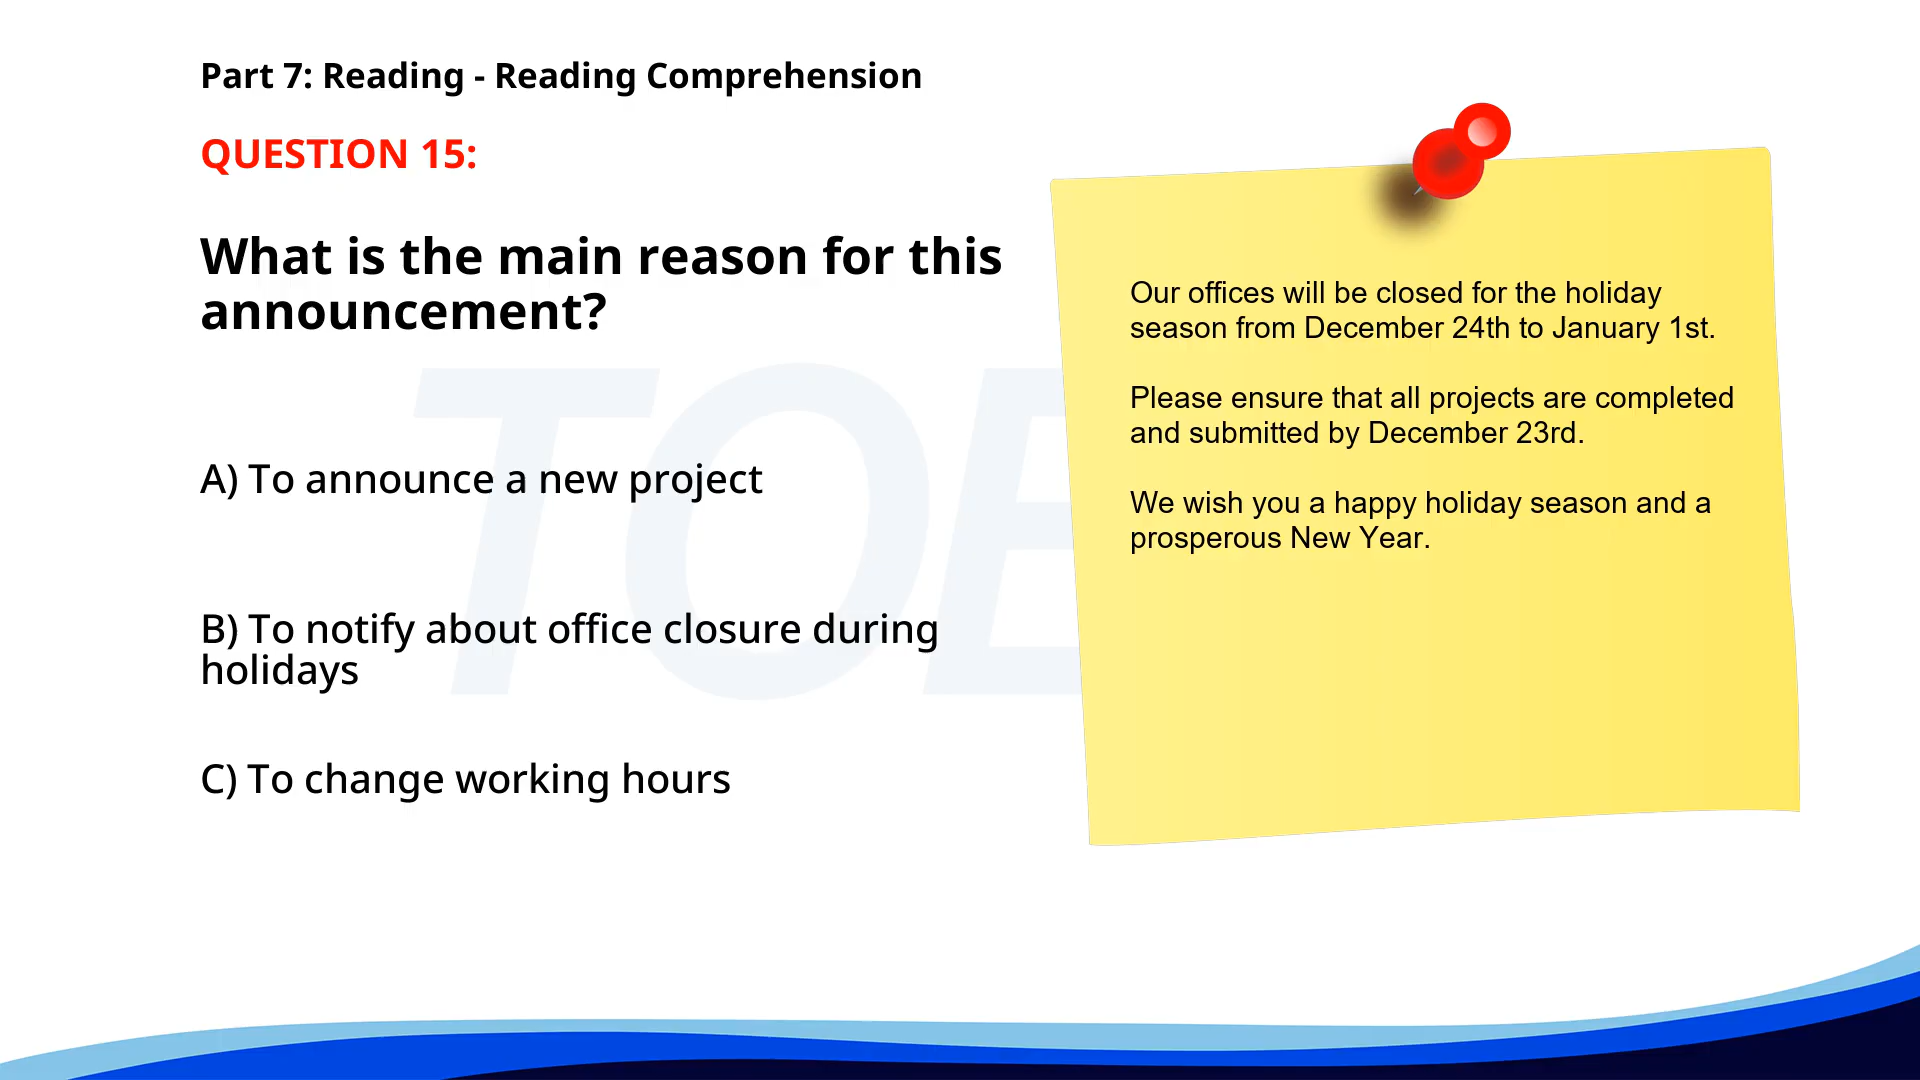 Part 7: Reading - Reading Comprehension
QUESTION 15:
What is the main reason for this
announcement?
A) To announce a new project
B) To notify about office closure during
holidays
C) To change working hours
Our offices will be closed for the holiday
season from December 24th to January 1st.
Please ensure that all projects are completed
and submitted by December 23rd.
We wish you a happy holiday season and a
prosperous New Year.
TOE